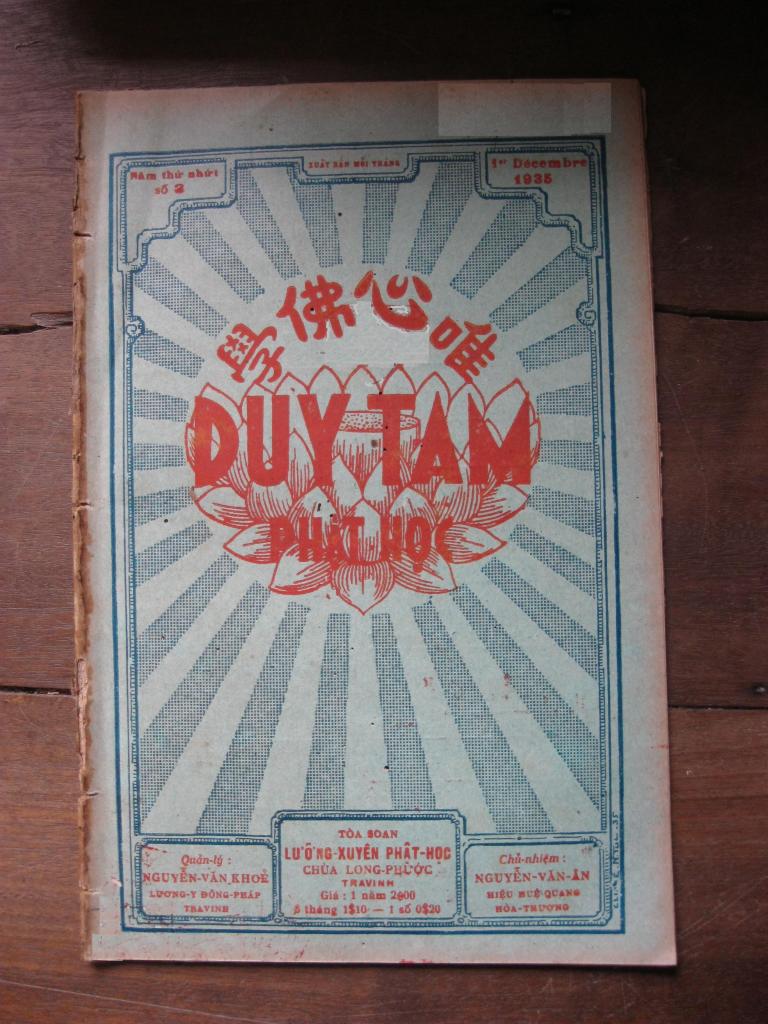 Năm thứ nhứt
số 3
XUẤT BẢN MỖI THÁNG
1er Décembre
1935
學佛心唯
DUY TAM
PHẬT HỌC
TÒA SOẠN
LƯỠNG-XUYÊN PHẬT-HỌC
CHÙA LONG-PHƯỚC
TRAVINH
Giá : 1 năm 2$00
6 tháng 1$10 — 1 số 0$20
Quản-lý :
NGUYỄN-VĂN KHOẺ
LƯƠNG-Y ĐÔNG-PHÁP
TRAVINH
Chủ-nhiệm :
NGUYỄN-VĂN-ÂN
HIỆU HUỆ-QUANG
HÒA-THƯỢNG